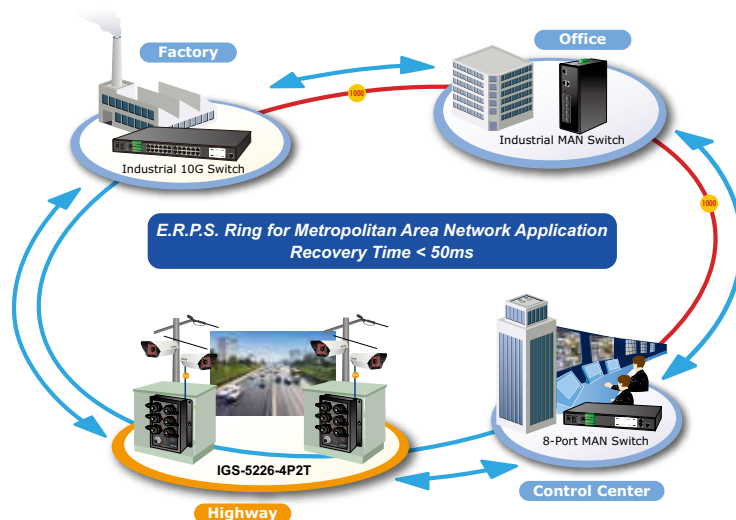 Factory
Office
1000
Industrial 10G Switch
Industrial MAN Switch
1000
E.R.P.S. Ring for Metropolitan Area Network Application
Recovery Time < 50ms
IGS-5226-4P2T
8-Port MAN Switch
Highway
Control Center